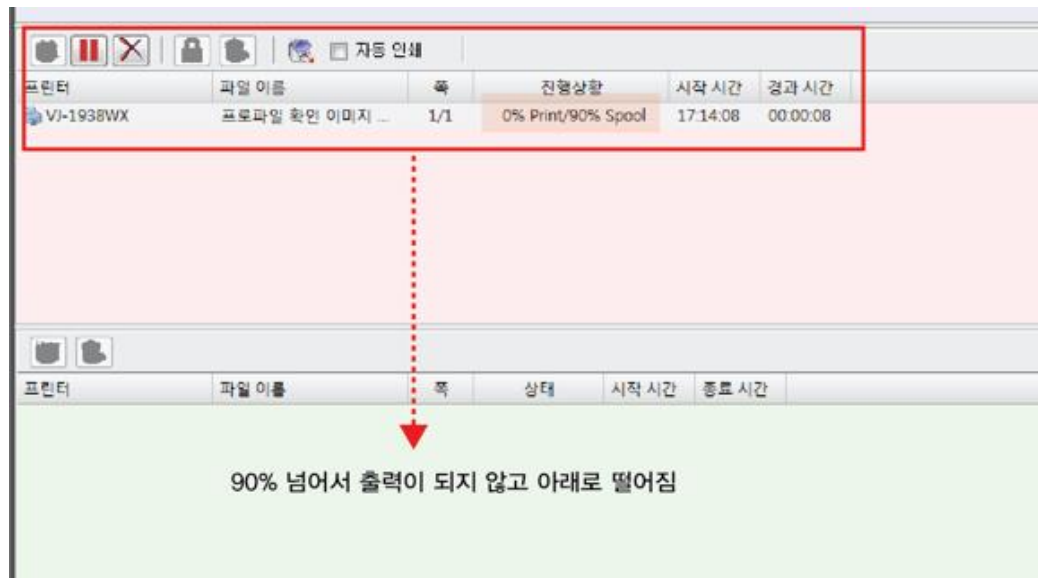 자동 인쇄
프린터 파일 이름 쪽 진행상황 시작 시간 경과 시간
VJ-1938WX 프로파일 확인 이미지 ... 1/1 0% Print/90% Spool 17:14:08 00:00:08
프린터 파일 이름 쪽 상태 시작 시간 종료 시간
90% 넘어서 출력이 되지 않고 아래로 떨어짐